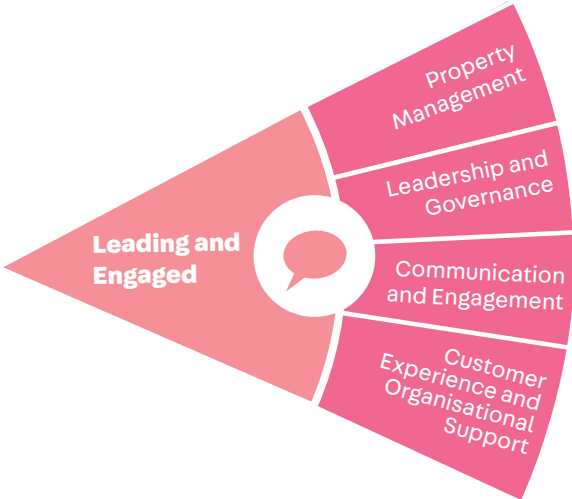 Leading and
Engaged
Property
Management
Leadership and
Governance
Communication
and Engagement
Customer
Experience and
Organisational
Support